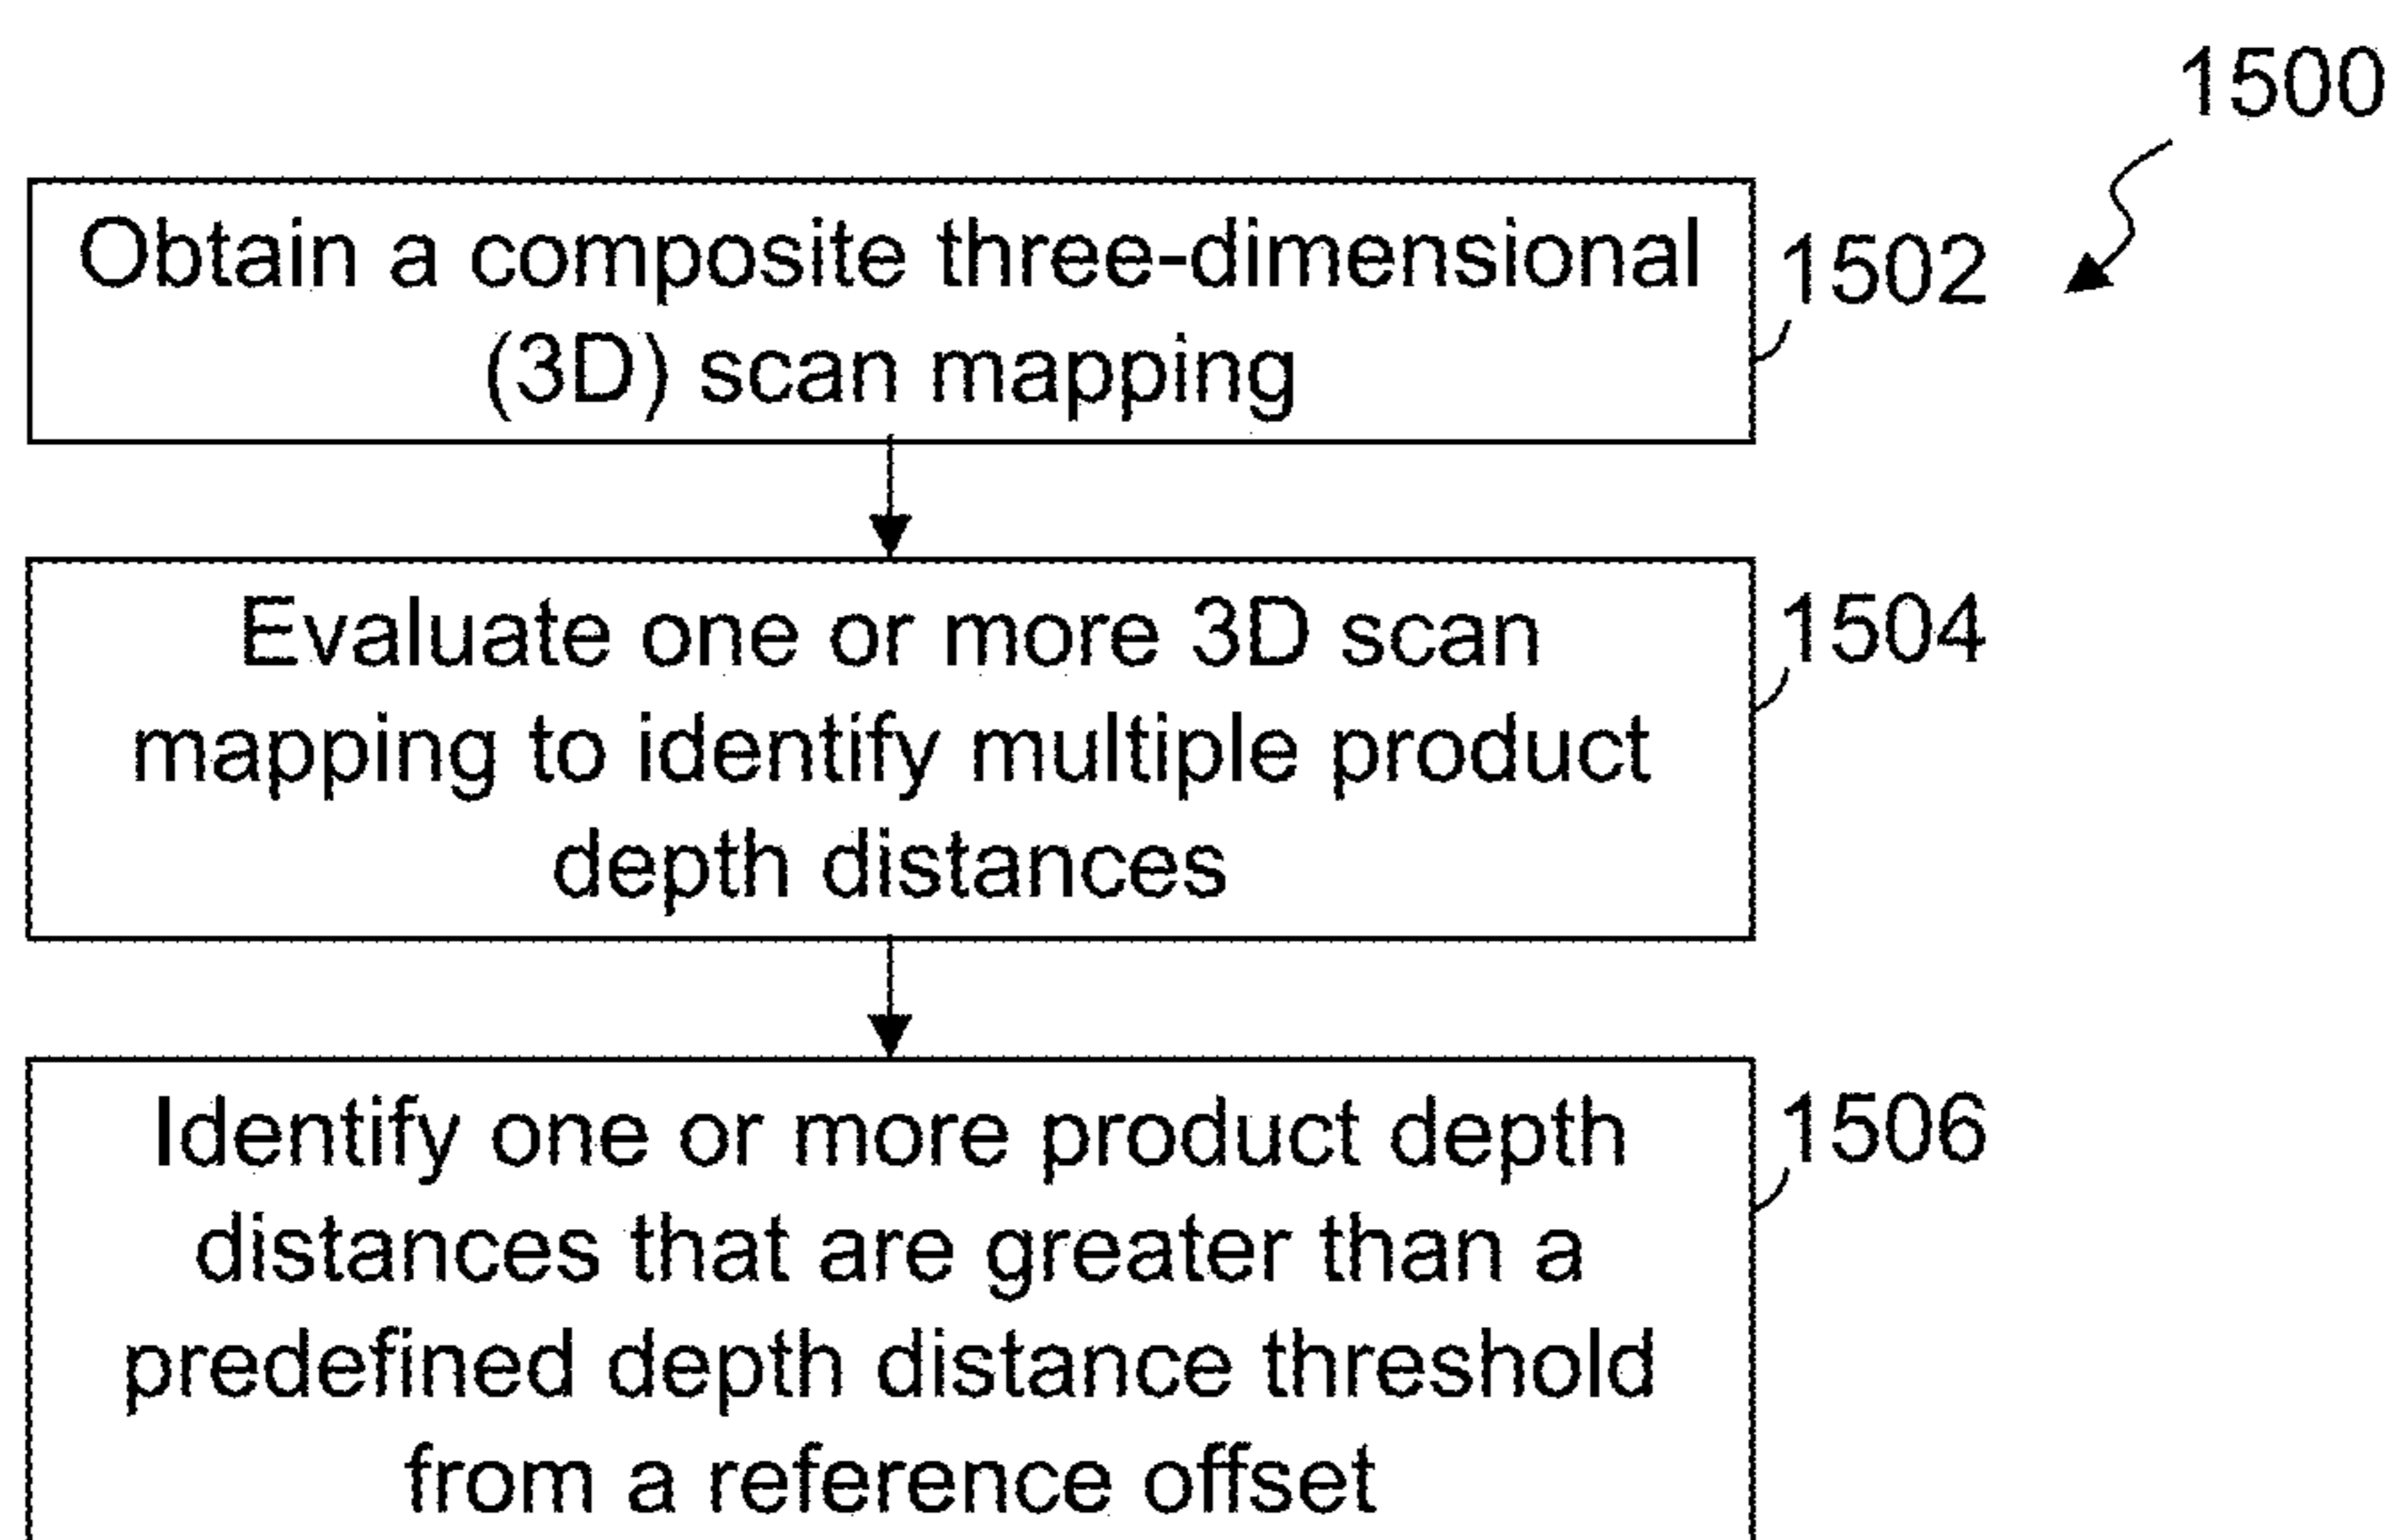 1500
Obtain a composite three-dimensional
(3D) scan mapping
1502
Evaluate one or more 3D scan
mapping to identify multiple product
depth distances
1504
Identify one or more product depth
distances that are greater than a
predefined depth distance threshold
from a reference offset
1506